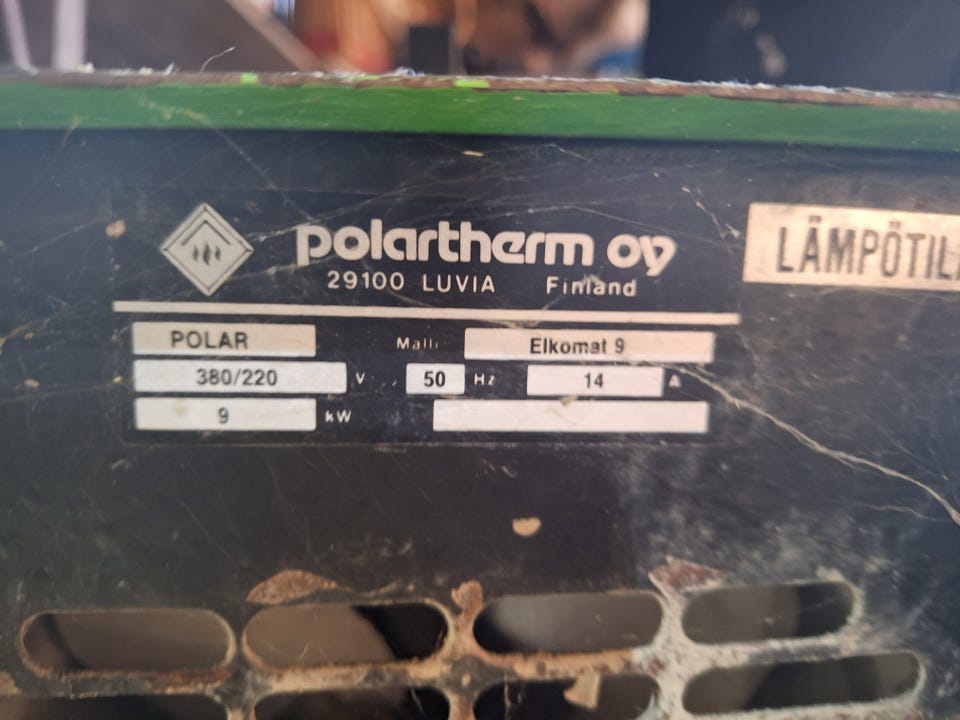 polartherm oy
29100 LUVIA Finland
POLAR Malli Elkomat 9
380/220 V 50 Hz 14 A
9 kW
LÄMPÖTIL